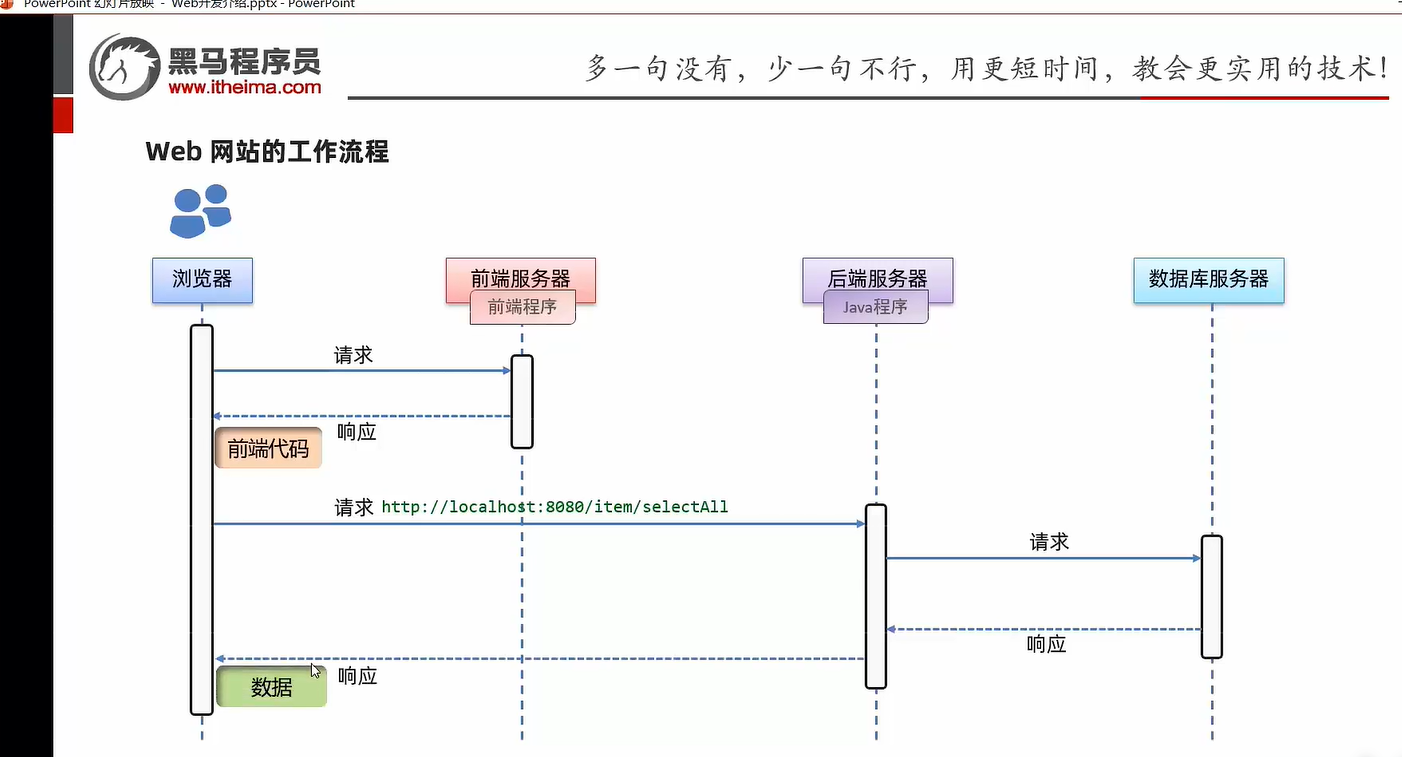 PowerPoint 幻灯片放映 - Web开发介绍.pptx - PowerPoint
黑马程序员
www.itheima.com
多一句没有，少一句不行，用更短时间，教会更实用的技术！
Web 网站的工作流程
浏览器
前端服务器
前端程序
后端服务器
Java程序
数据库服务器
请求
响应
前端代码
请求 http://localhost:8080/item/selectAll
请求
响应
响应
数据